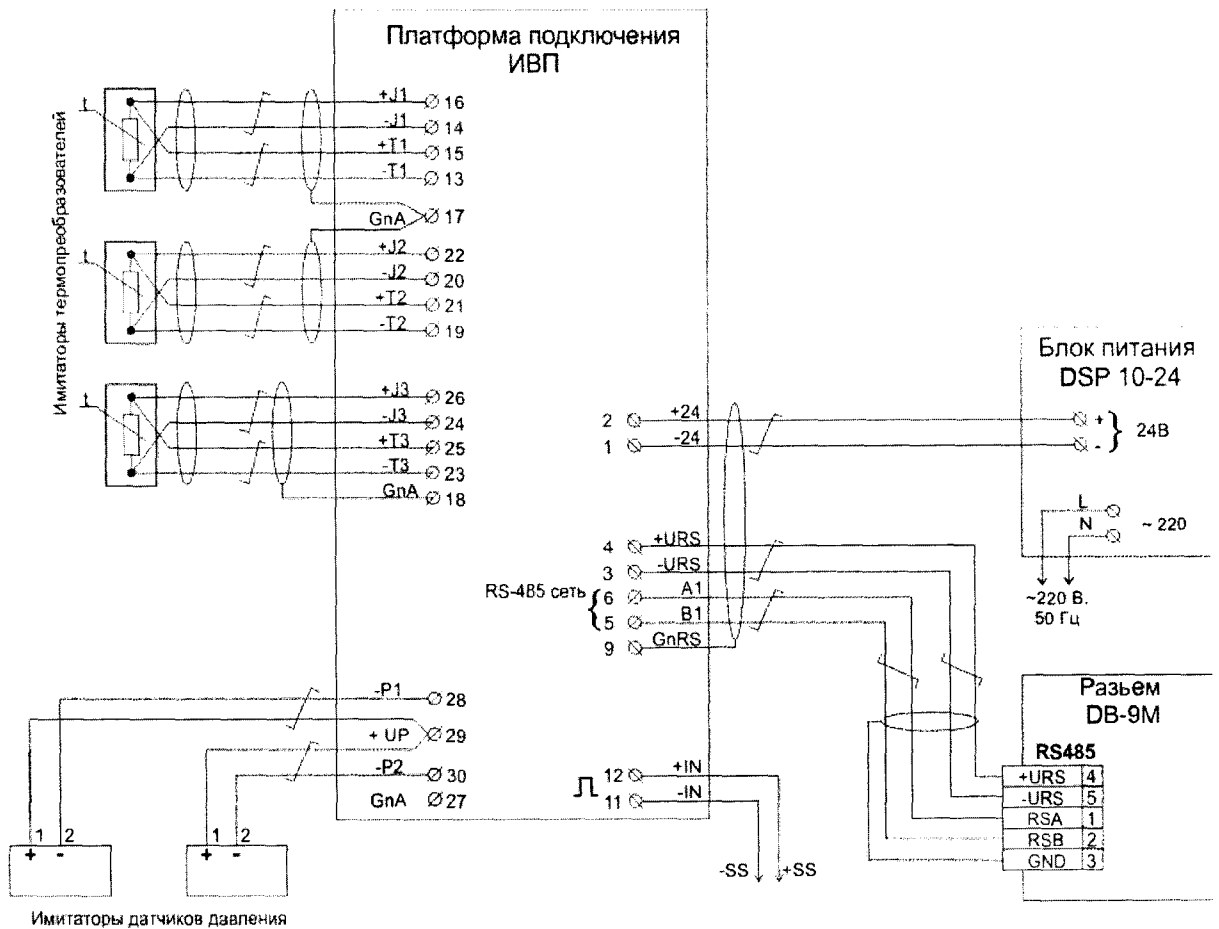 Платформа подключения
ИВП
Имитаторы термопреобразователей
t
+J1 16
-J1 14
+T1 15
-T1 13
GnA 17
t
+J2 22
-J2 20
+T2 21
-T2 19
t
+J3 26
-J3 24
+T3 25
-T3 23
GnA 18
2 +24
1 -24
Блок питания
DSP 10-24
+
-
24В
L
N
~ 220
~220 В.
50 Гц
RS-485 сеть
4 +URS
3 -URS
6 A1
5 B1
9 GnRS
-P1 28
+ UP 29
-P2 30
GnA 27
12 +IN
11 -IN
-SS +SS
Разьем
DB-9M
RS485
+URS 4
-URS 5
RSA 1
RSB 2
GND 3
1 2
+ -
1 2
+ -
Имитаторы датчиков давления